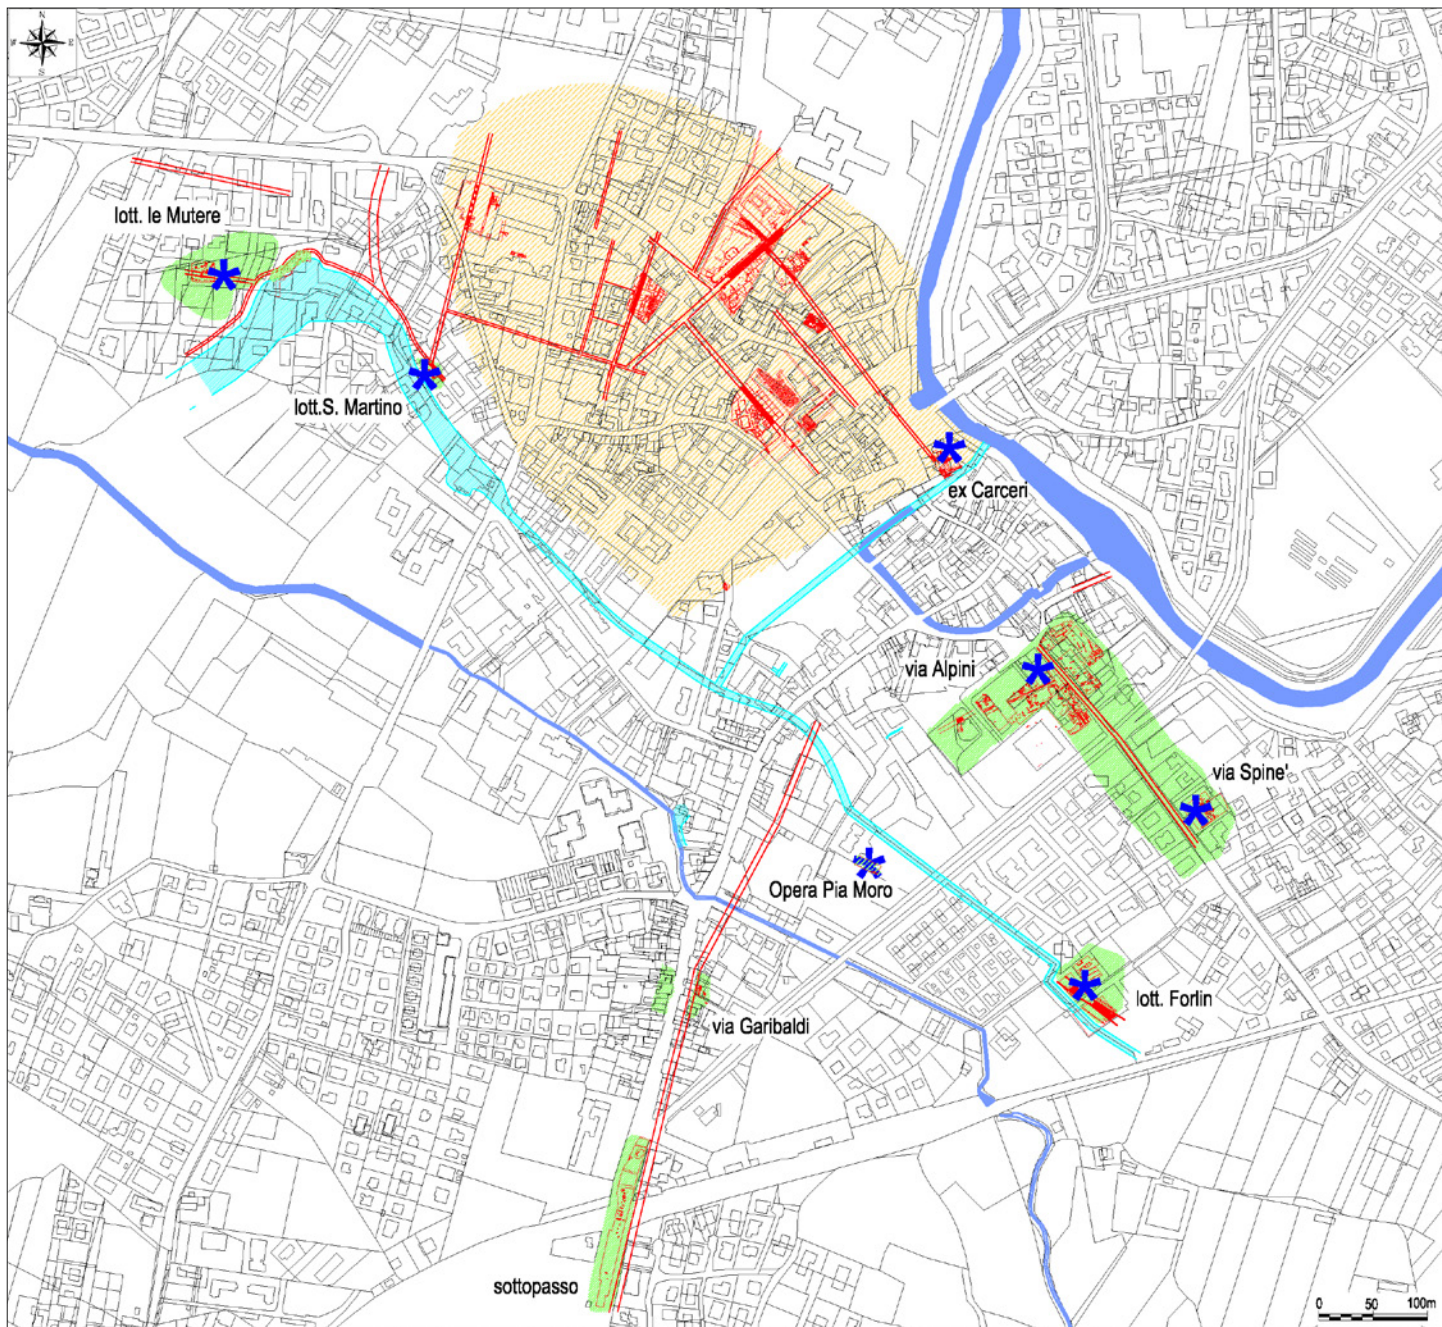 N
lott. le Mutere
lott.S. Martino
ex Carceri
via Alpini
via Spine'
Opera Pia Moro
lott. Forlin
via Garibaldi
sottopasso
0 50 100m